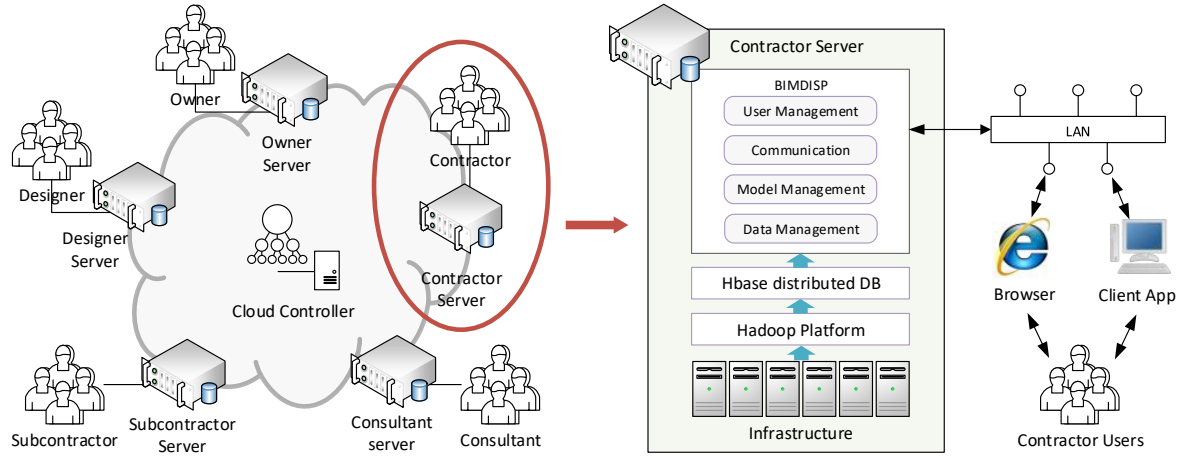 Owner
Owner
Server
Designer
Designer
Server
Contractor
Contractor
Server
Cloud Controller
Subcontractor
Subcontractor
Server
Consultant
server
Consultant
Contractor Server
BIMDISP
User Management
Communication
Model Management
Data Management
Hbase distributed DB
Hadoop Platform
Infrastructure
LAN
Browser
Client App
Contractor Users